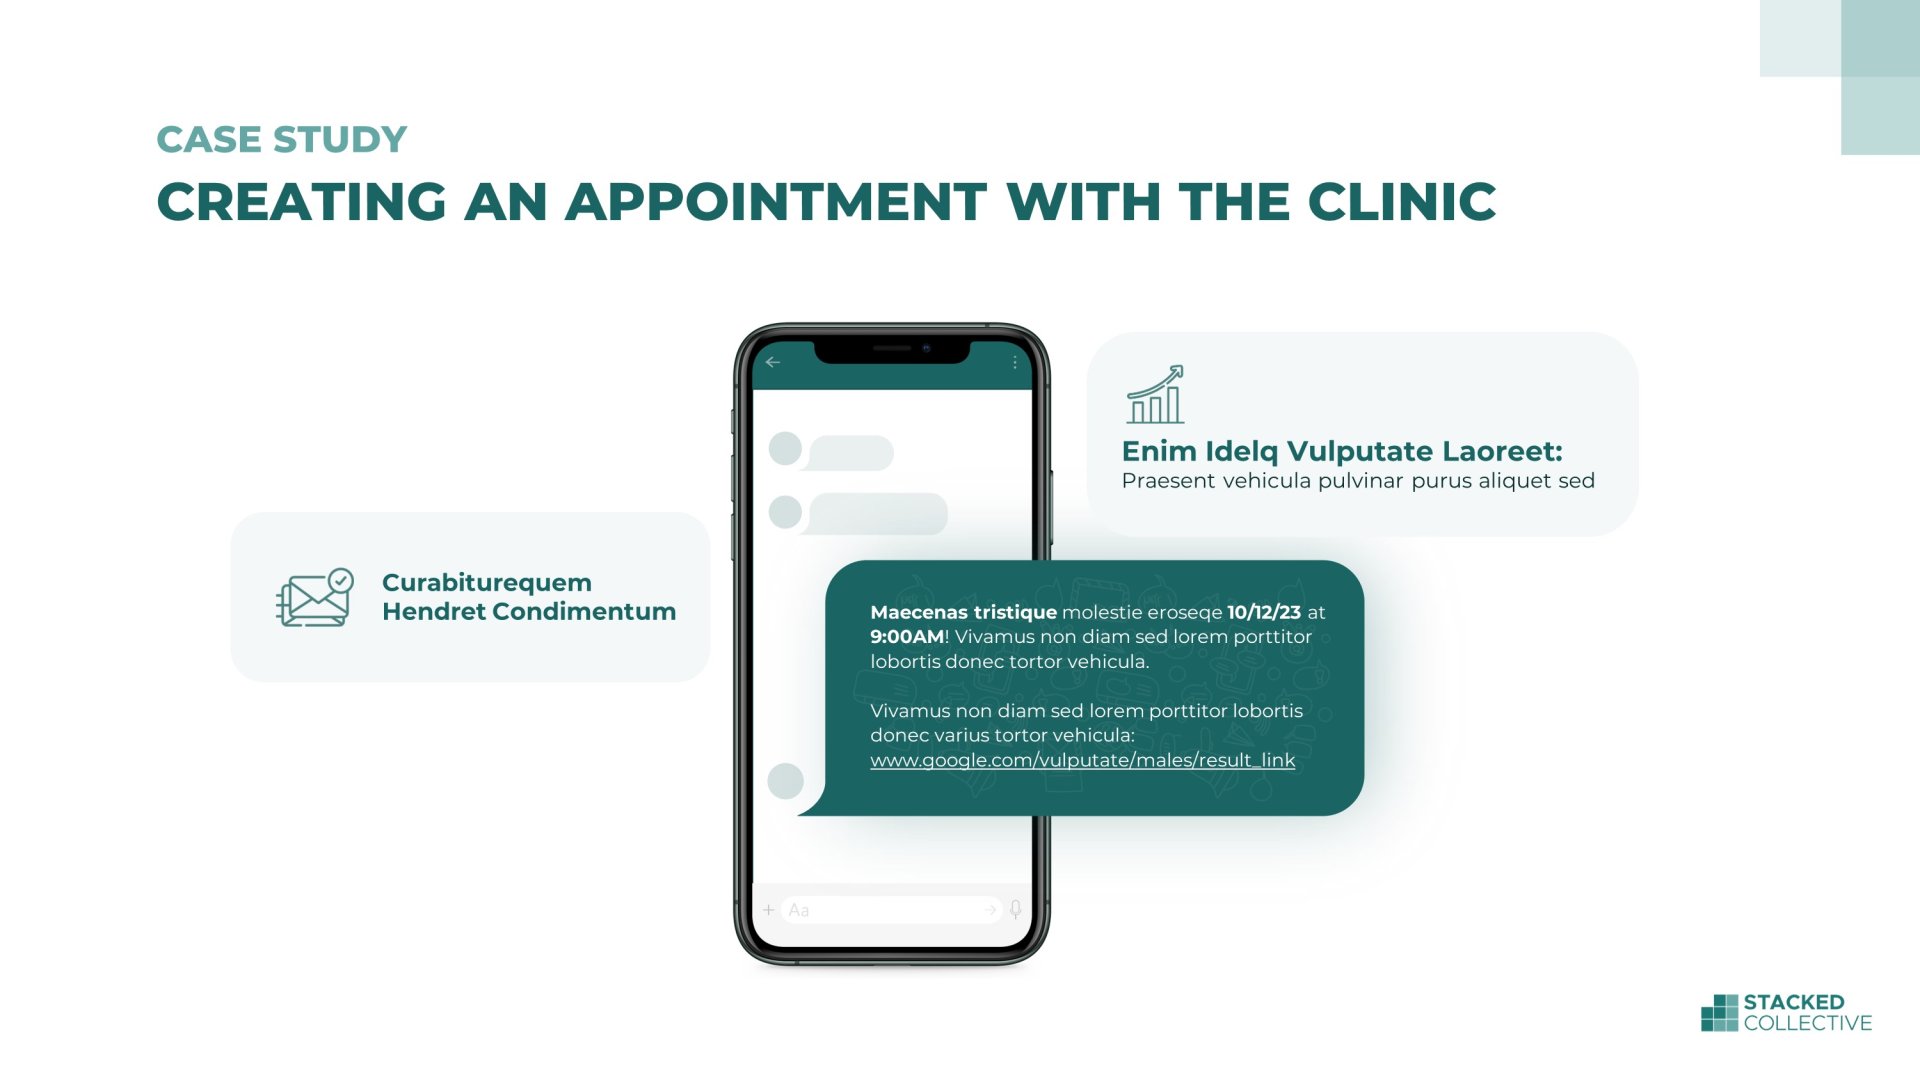 CASE STUDY
CREATING AN APPOINTMENT WITH THE CLINIC
Enim Idelq Vulputate Laoreet:
Praesent vehicula pulvinar purus aliquet sed
Curabiturequem
Hendret Condimentum
Maecenas tristique molestie eroseqe 10/12/23 at
9:00AM! Vivamus non diam sed lorem porttitor
lobortis donec tortor vehicula.
Vivamus non diam sed lorem porttitor lobortis
donec varius tortor vehicula:
www.google.com/vulputate/males/result_link
Aa
STACKED
COLLECTIVE